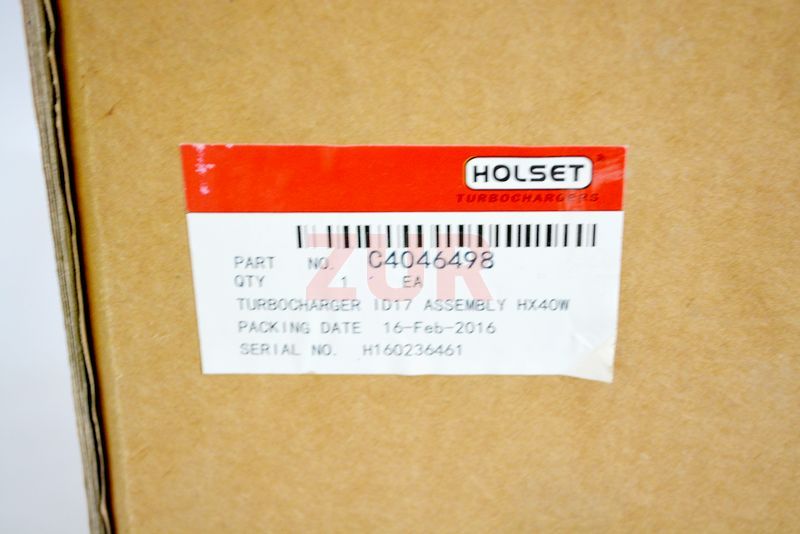 HOLSET
TURBOCHARGERS
ZUR
PART NO. C4046498
QTY 1 EA
TURBOCHARGER ID17 ASSEMBLY HX40W
PACKING DATE 16-Feb-2016
SERIAL NO. H160236461